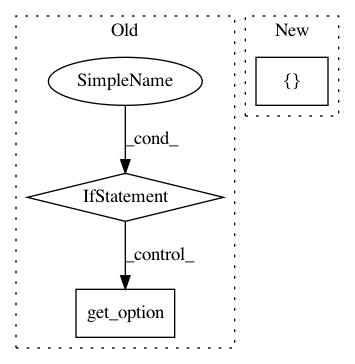 Old
New
SimpleName
{}
_cond_
IfStatement
_control_
get_option